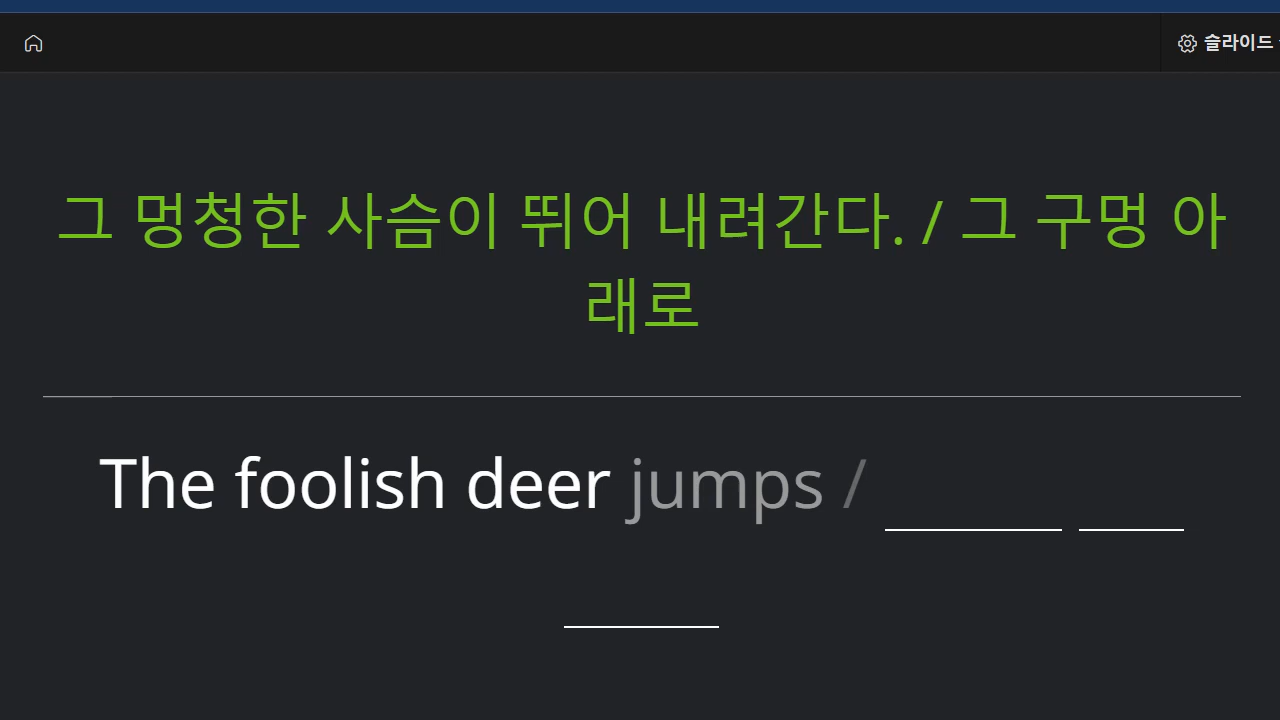 슬라이드
그 멍청한 사슴이 뛰어 내려간다. / 그 구멍 아
래로
The foolish deer jumps /